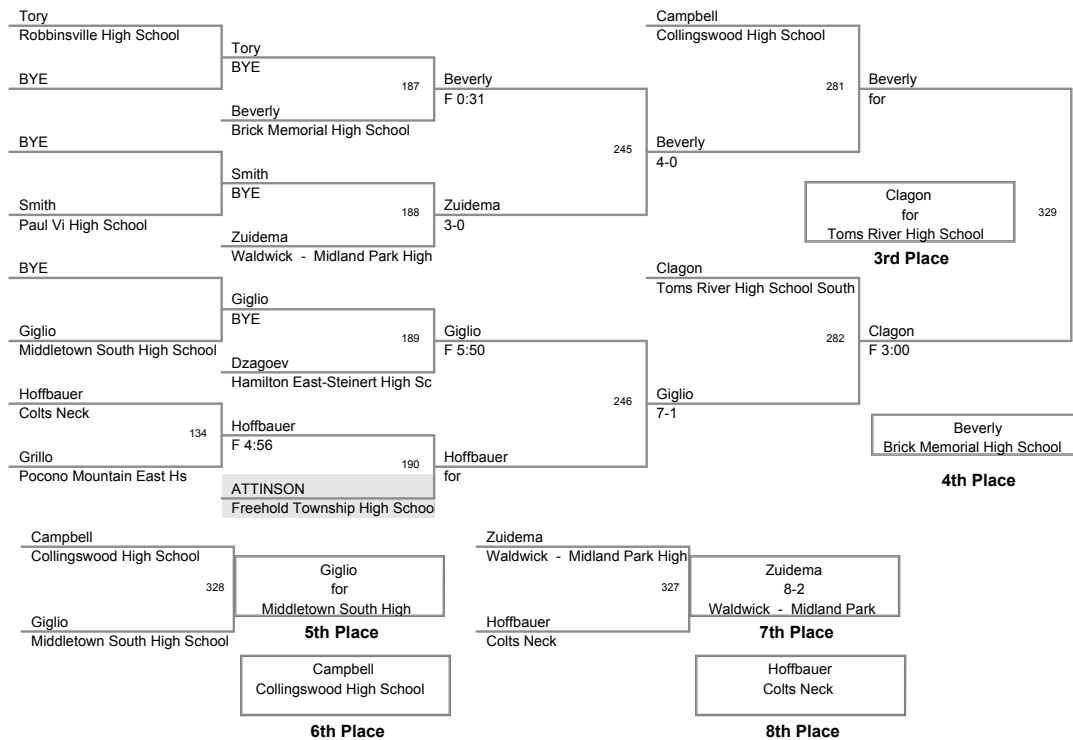 Tory
Robbinsville High School
BYE
BYE
Smith
Paul Vi High School
BYE
Giglio
Middletown South High School
Hoffbauer
Colts Neck
134
Grillo
Pocono Mountain East Hs
Tory
BYE
187
Beverly
Brick Memorial High School
Smith
BYE
188
Zuidema
Waldwick - Midland Park High
Giglio
BYE
189
Dzagoev
Hamilton East-Steinert High Sc
Hoffbauer
F 4:56
190
ATTINSON
Freehold Township High School
Beverly
F 0:31
245
Zuidema
3-0
Giglio
F 5:50
246
Hoffbauer
for
Campbell
Collingswood High School
281
Beverly
4-0
Clagon
Toms River High School South
282
Giglio
7-1
Beverly
for
329
Clagon
F 3:00
Clagon
for
Toms River High School
3rd Place
Beverly
Brick Memorial High School
4th Place
Campbell
Collingswood High School
328
Giglio
Middletown South High School
Giglio
for
Middletown South High
5th Place
Campbell
Collingswood High School
6th Place
Zuidema
Waldwick - Midland Park High
327
Hoffbauer
Colts Neck
Zuidema
8-2
Waldwick - Midland Park
7th Place
Hoffbauer
Colts Neck
8th Place